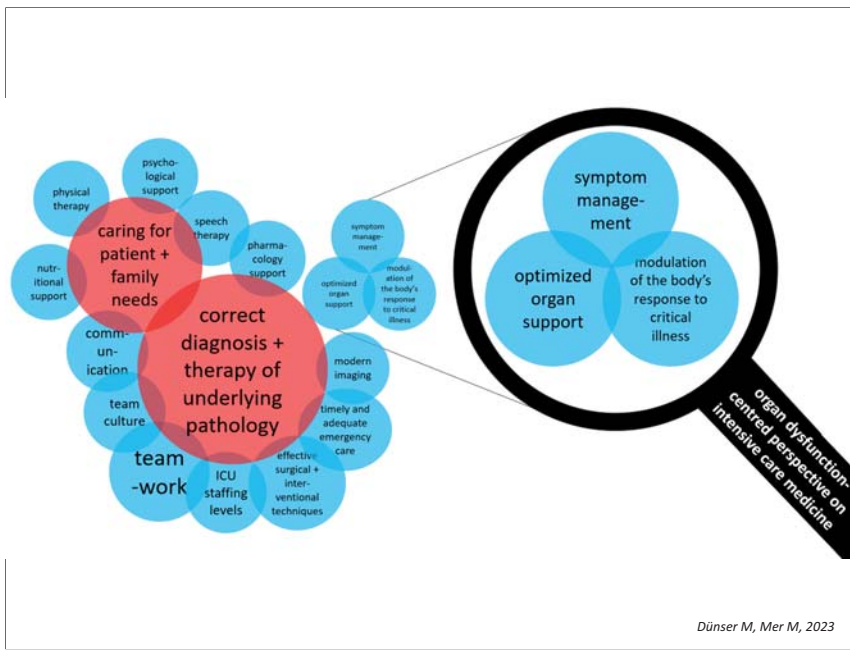 psycho-
logical
support
physical
therapy
speech
therapy
caring for
patient +
family
needs
pharma-
cology
support
nutr-
itional
support
symptom
manage-
ment
optimized
organ
support
modul-
ation of
the body's
response
to critical
illness
correct
diagnosis +
therapy of
underlying
pathology
comm-
un-
ication
modern
imaging
team
culture
timely and
adequate
emergency
care
team
-work
ICU
staffing
levels
effective
surgical +
inter-
ventional
techniques
symptom
manage-
ment
optimized
organ
support
modulation
of the body's
response to
critical
illness
organ dysfunction-
centred perspective on
intensive care medicine
Dünser M, Mer M, 2023